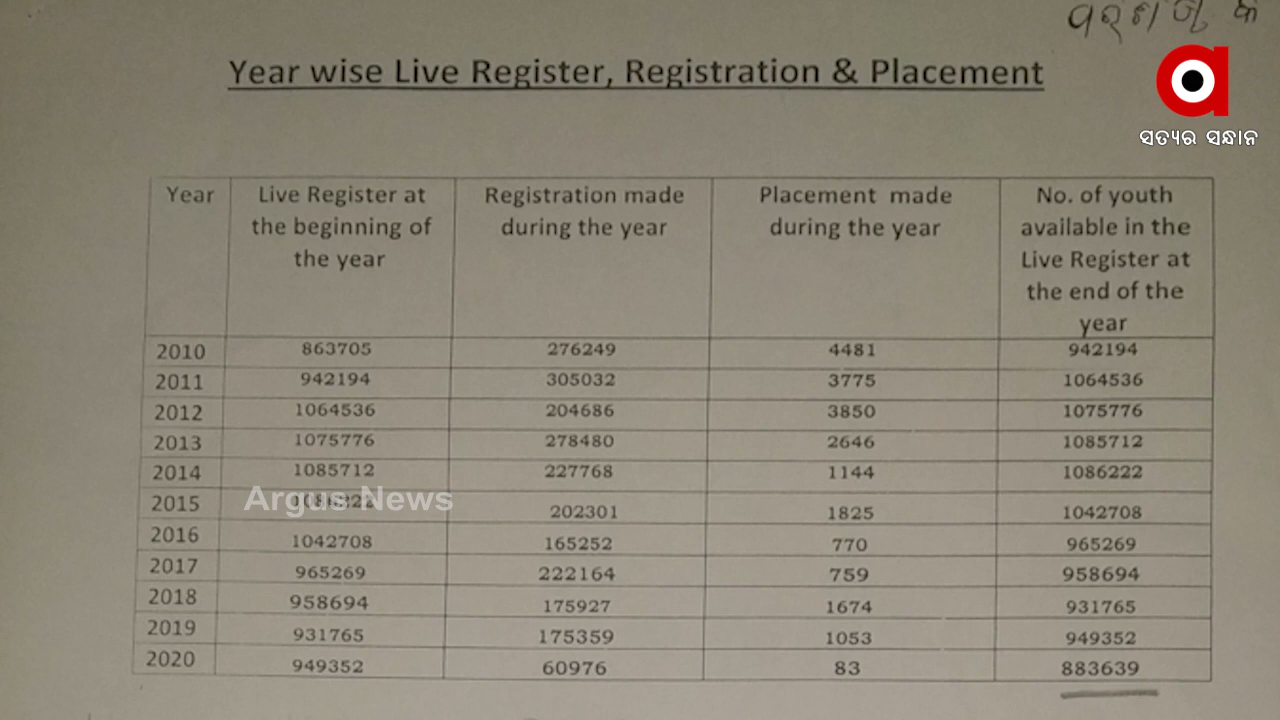 ସତ୍ୟର ସନ୍ଧାନ
Year wise Live Register, Registration & Placement
Year | Live Register at the beginning of the year | Registration made during the year | Placement made during the year | No. of youth available in the Live Register at the end of the year
2010 863705 276249 4481 942194
2011 942194 305032 3775 1064536
2012 1064536 204686 3850 1075776
2013 1075776 278480 2646 1085712
2014 1085712 227768 1144 1086222
2015 202301 1825 1042708
Argus News
2016 1042708 165252 770 965269
2017 965269 222164 759 958694
2018 958694 175927 1674 931765
2019 931765 175359 1053 949352
2020 949352 60976 83 883639